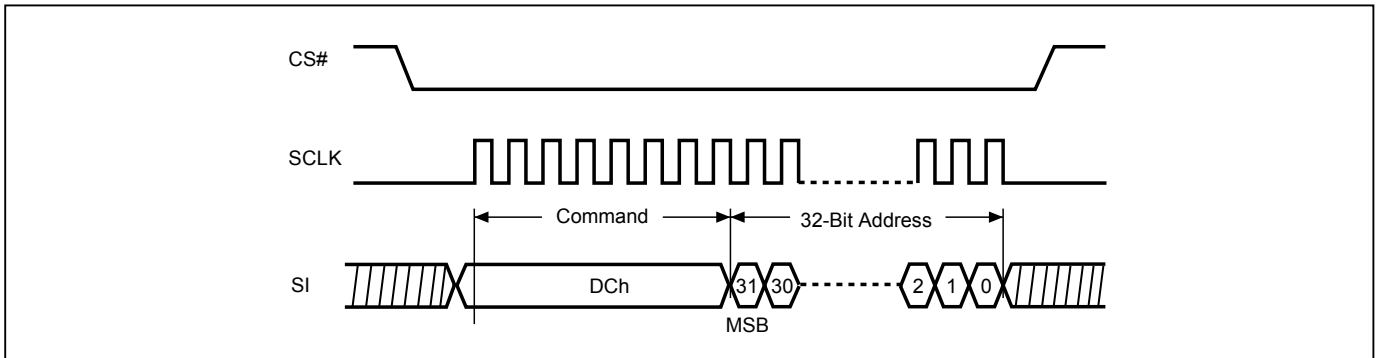 CS#
SCLK
Command
32-Bit Address
SI
DCh
31
30
2
1
0
MSB